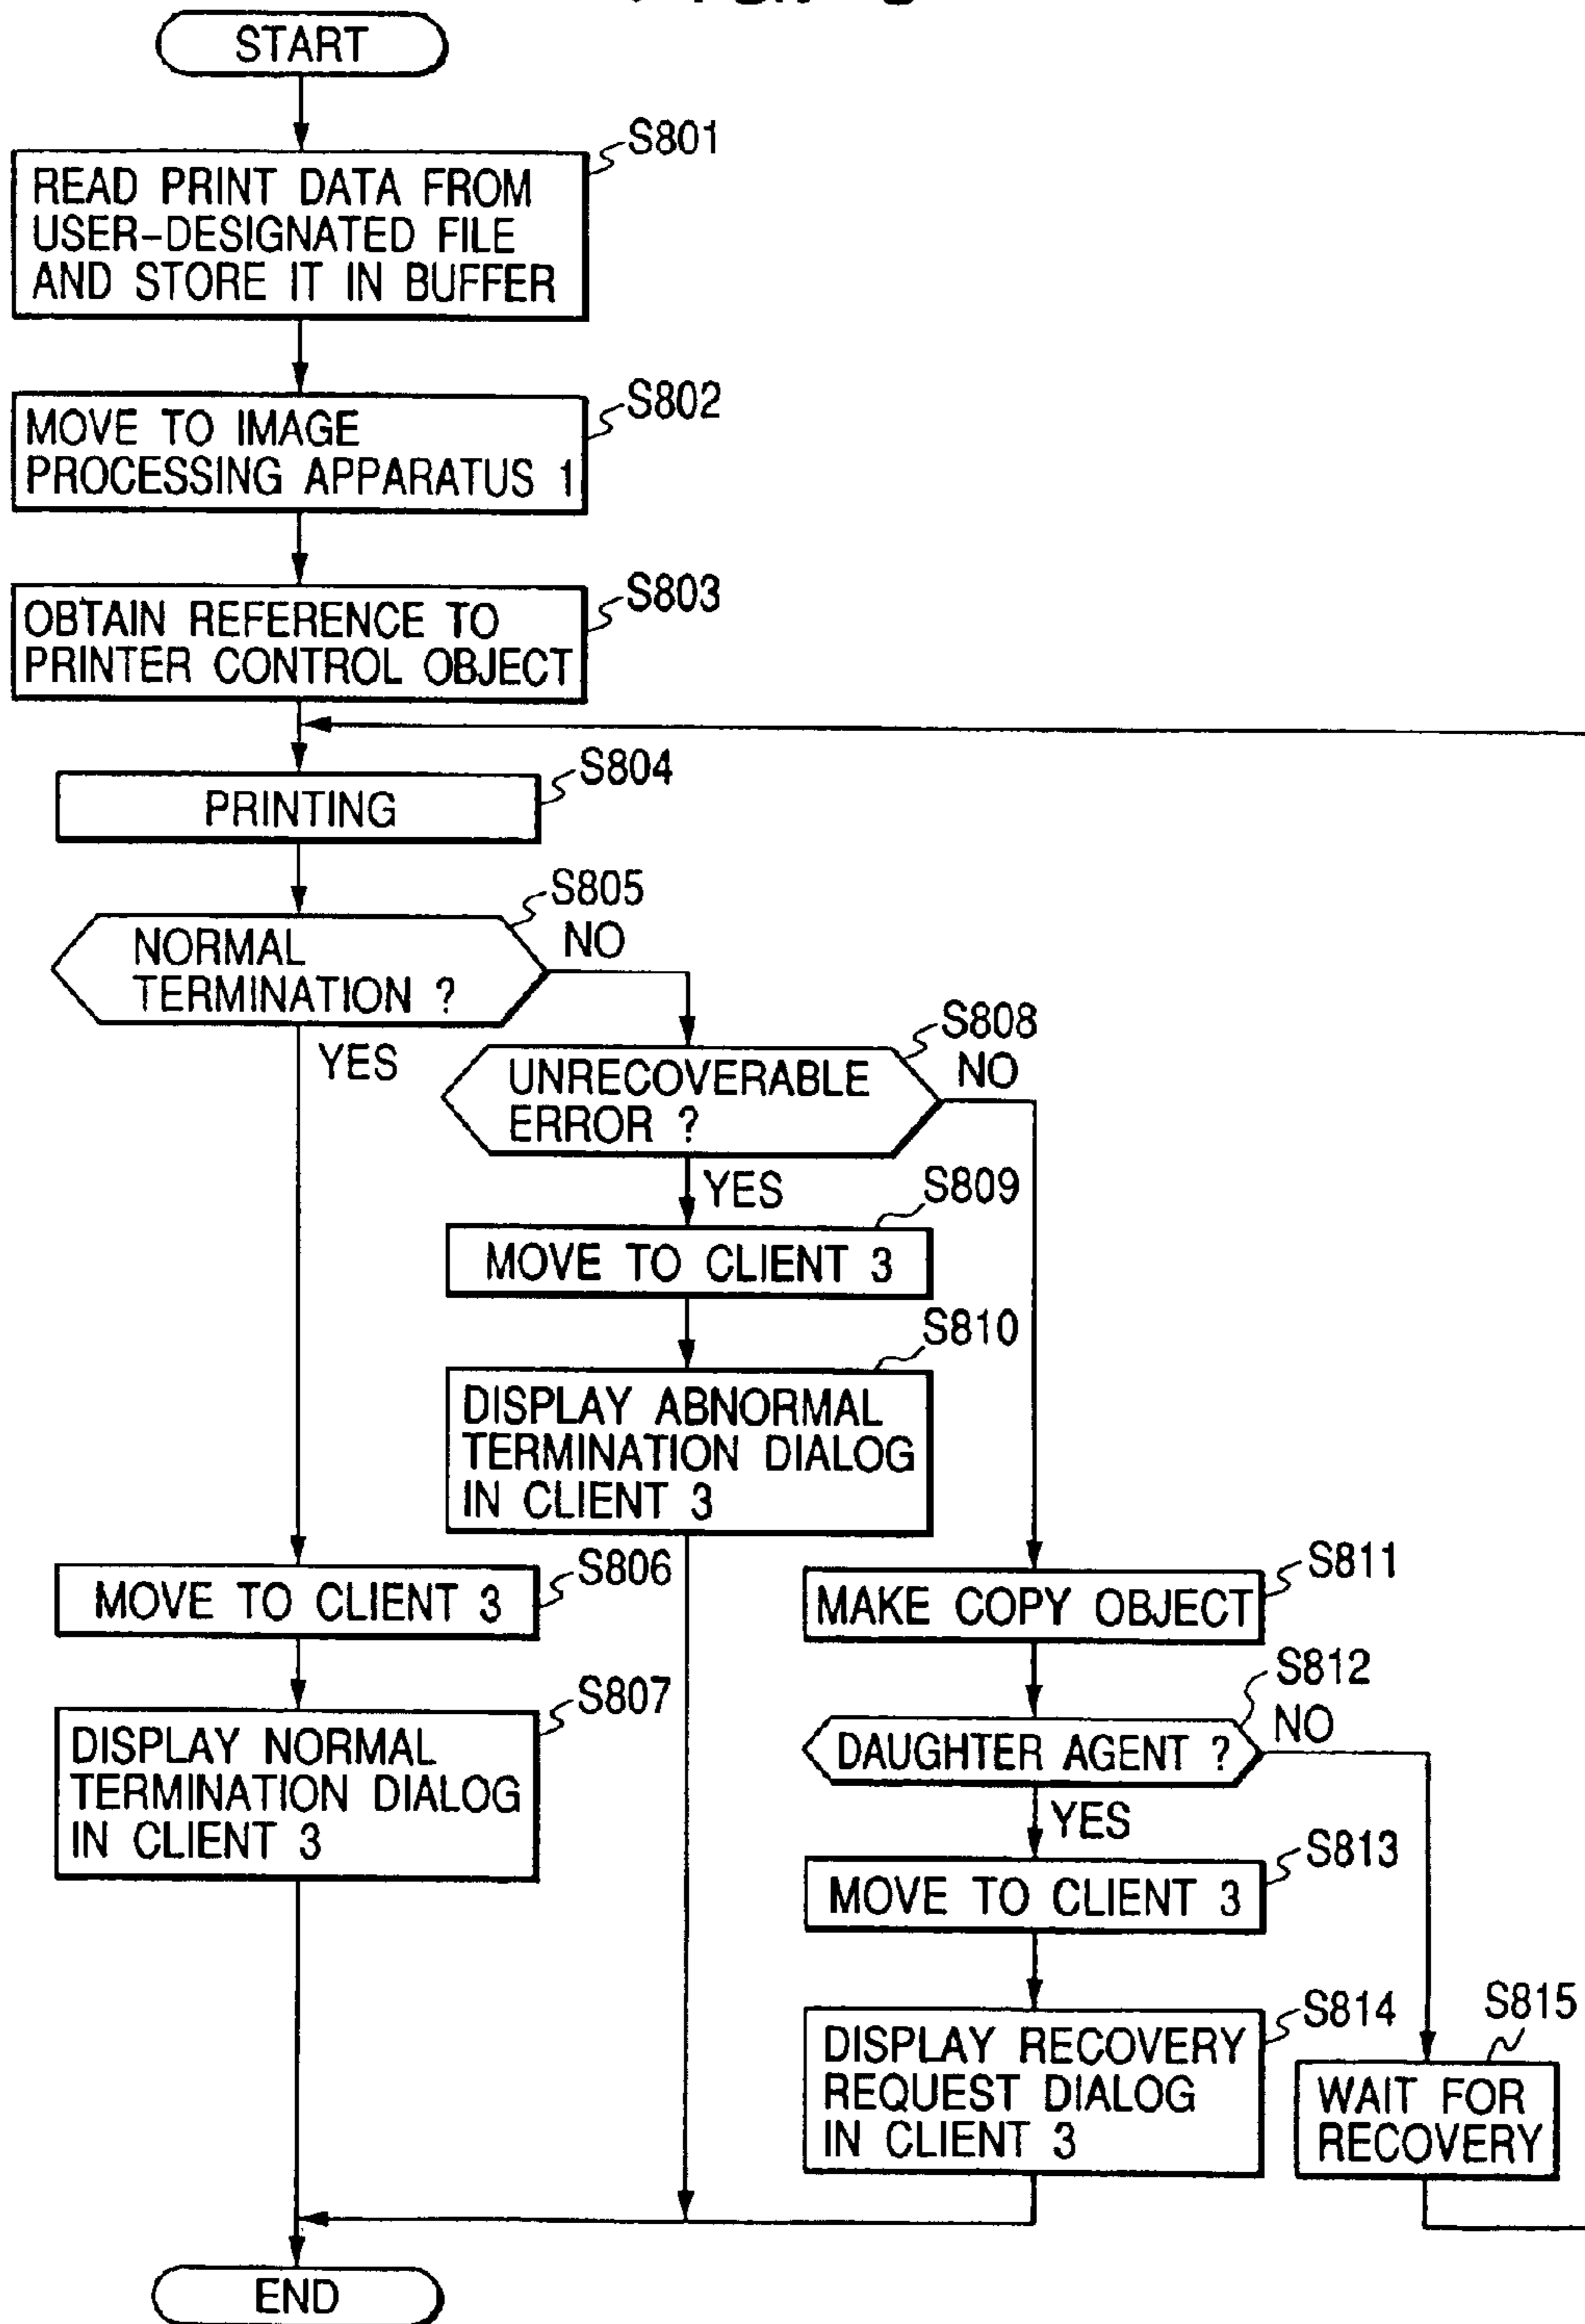 START
S801
READ PRINT DATA FROM
USER-DESIGNATED FILE
AND STORE IT IN BUFFER
S802
MOVE TO IMAGE
PROCESSING APPARATUS 1
S803
OBTAIN REFERENCE TO
PRINTER CONTROL OBJECT
S804
PRINTING
S805
NORMAL
TERMINATION ?
NO
YES
S808
UNRECOVERABLE
ERROR ?
NO
YES
S809
MOVE TO CLIENT 3
S810
DISPLAY ABNORMAL
TERMINATION DIALOG
IN CLIENT 3
S806
MOVE TO CLIENT 3
S807
DISPLAY NORMAL
TERMINATION DIALOG
IN CLIENT 3
S811
MAKE COPY OBJECT
S812
DAUGHTER AGENT ?
NO
YES
S813
MOVE TO CLIENT 3
S814
DISPLAY RECOVERY
REQUEST DIALOG
IN CLIENT 3
S815
WAIT FOR
RECOVERY
END